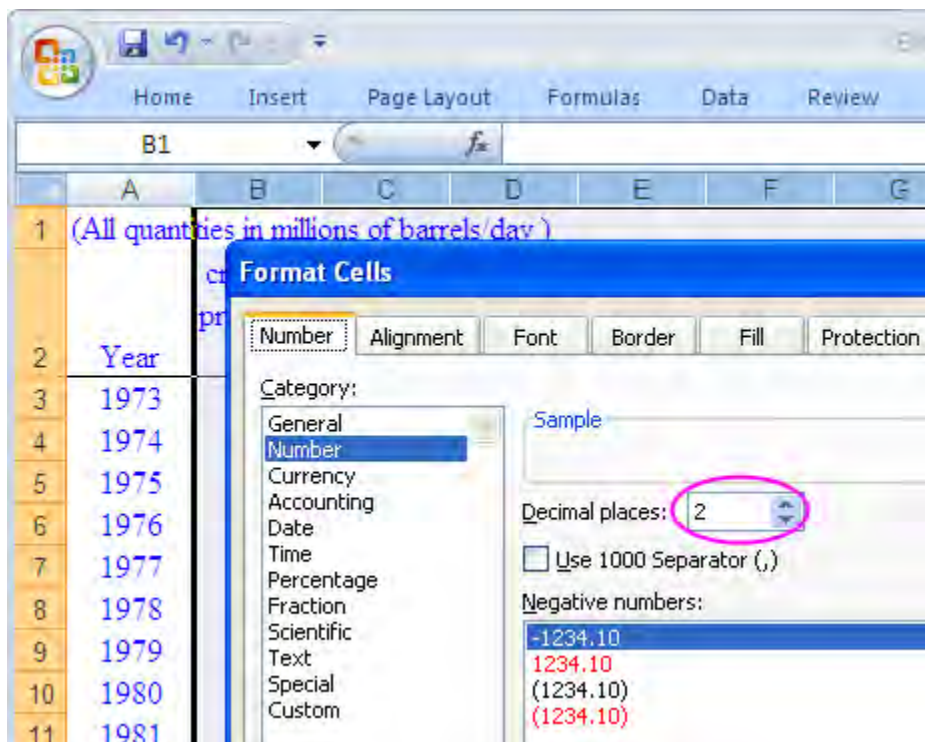 Home Insert Page Layout Formulas Data Review
B1 fx
A B C D E F G
1 (All quantities in millions of barrels/day )
Format Cells
Number Alignment Font Border Fill Protection
2 Year
3 1973
4 1974
5 1975
6 1976
7 1977
8 1978
9 1979
10 1980
11 1981
Category:
General
Number
Currency
Accounting
Date
Time
Percentage
Fraction
Scientific
Text
Special
Custom
Sample
Decimal places: 2
Use 1000 Separator (,)
Negative numbers:
-1234.10
1234.10
(1234.10)
(1234.10)